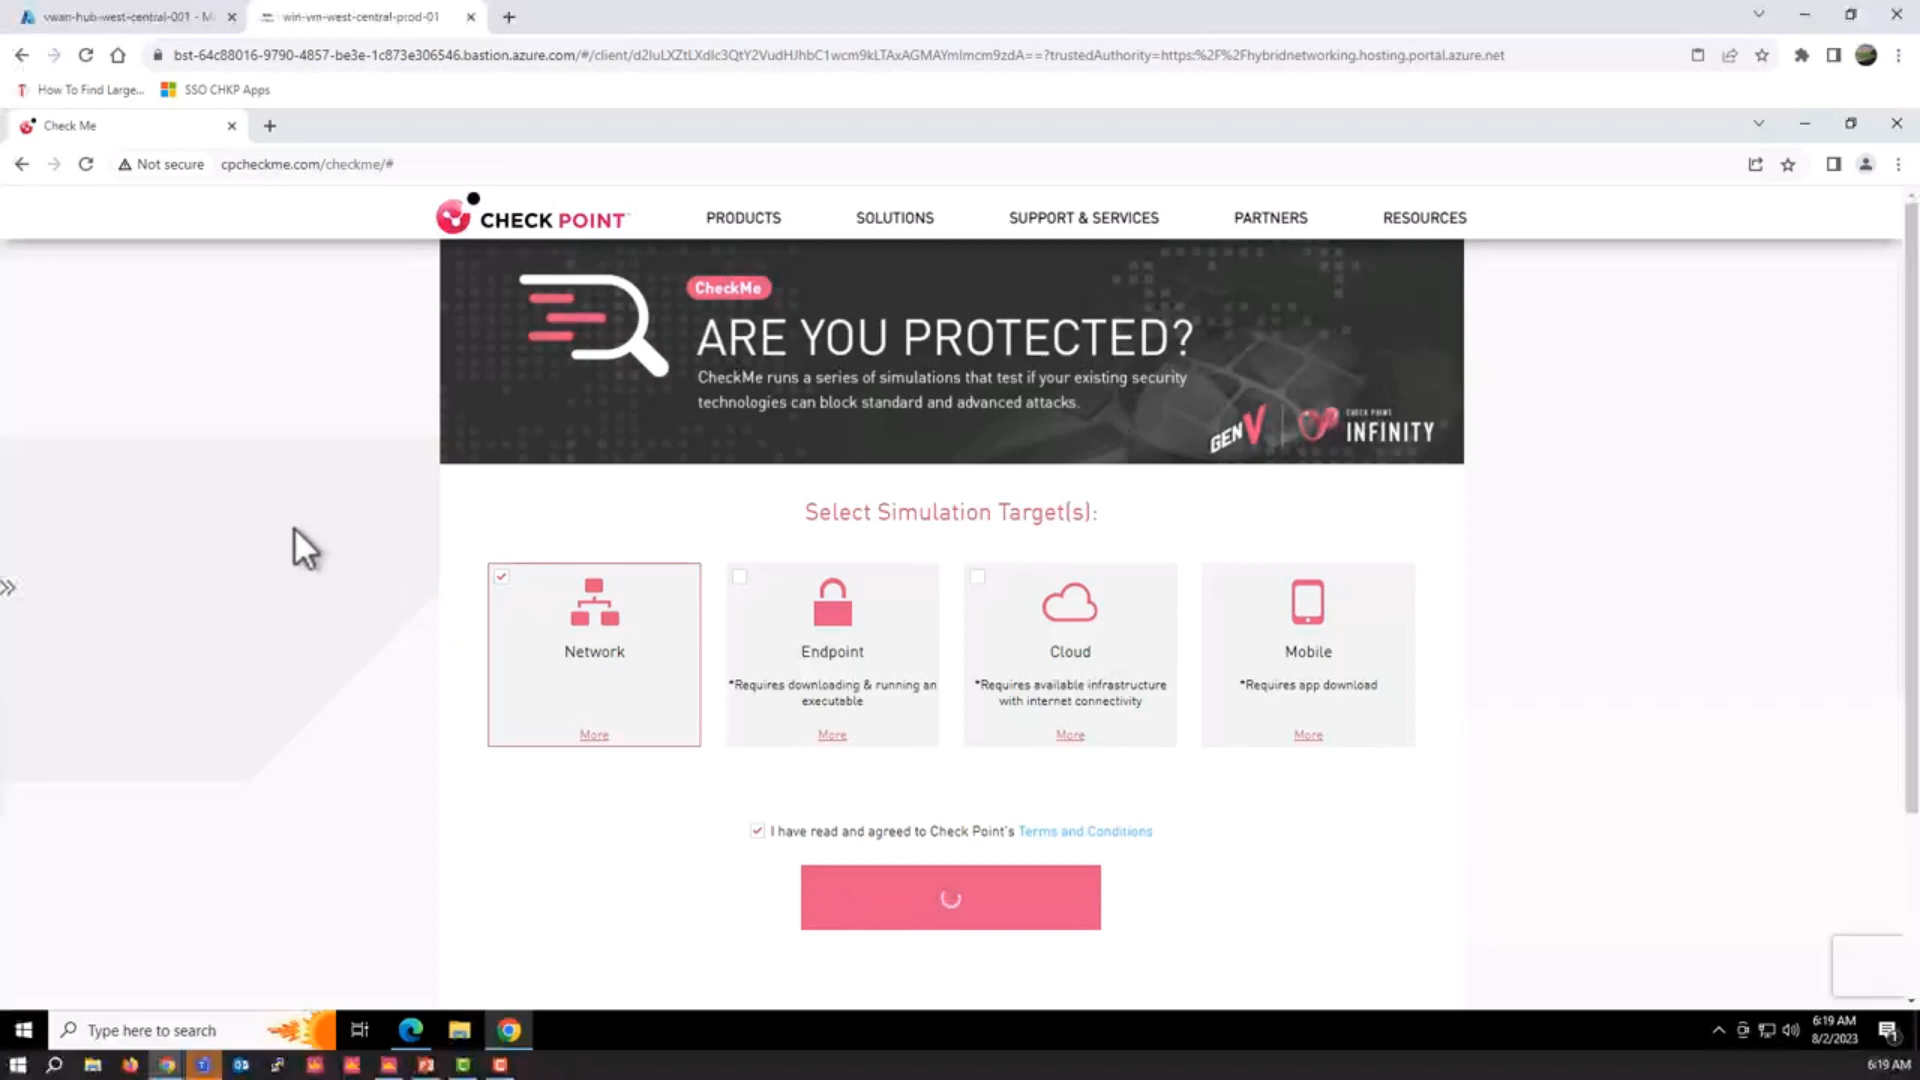 vwan-hub-west-central-001 - M
win-vn-west-central-prod-01
bst-64c88016-9790-4857-be3e-1c873e306546.bastion.azure.com/#/client/d2luLXZtLXdlc3QtY2VudHJhbC1wcm9kLTAxAGMAYmlmcm9zdA==?trustedAuthority=https:%2F%2Fhybridnetworking.hosting.portal.azure.net
How To Find Large...
SSO CHKP Apps
Check Me
Not secure
cpcheckme.com/checkme/#
CHECK POINT
PRODUCTS
SOLUTIONS
SUPPORT & SERVICES
PARTNERS
RESOURCES
CheckMe
ARE YOU PROTECTED?
CheckMe runs a series of simulations that test if your existing security
technologies can block standard and advanced attacks.
GEN V
CHECK POINT
INFINITY
Select Simulation Target(s):
Network
More
Endpoint
*Requires downloading & running an
executable
More
Cloud
*Requires available infrastructure
with internet connectivity
More
Mobile
*Requires app download
More
I have read and agreed to Check Point's Terms and Conditions
Type here to search
6:19 AM
8/2/2023
1
6:19 AM